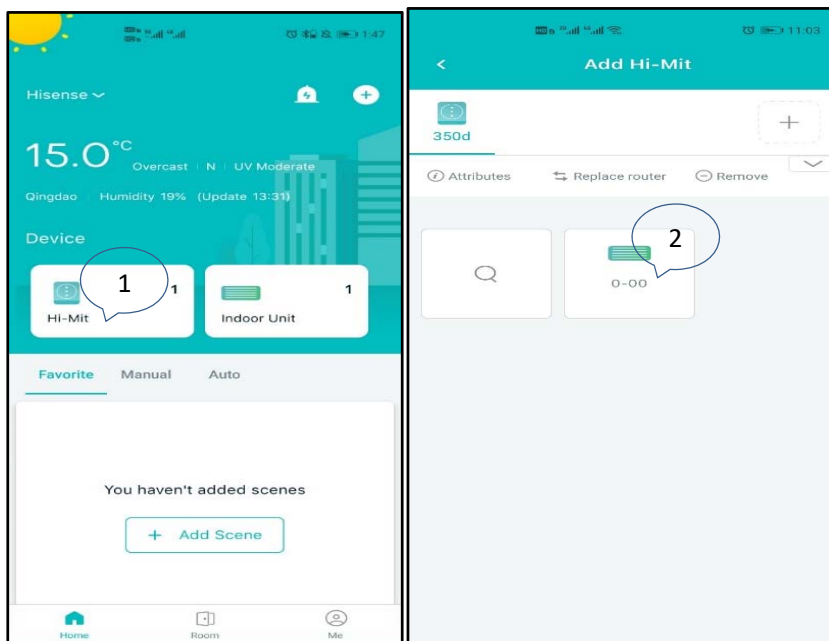 1:47
Hisense
15.0°C
Overcast | N | UV Moderate
Qingdao | Humidity 19% (Update 13:31)
Device
1
1
Hi-Mit
1
Indoor Unit
Favorite Manual Auto
You haven't added scenes
+ Add Scene
Home Room Me
11:03
< Add Hi-Mit
350d
+
Attributes Replace router Remove
2
0-00